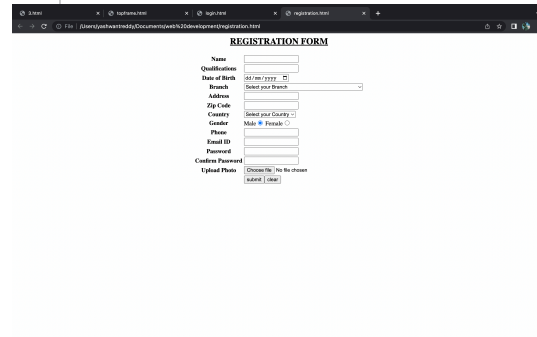 3.html topframe.html login.html registration.html
File /Users/yashwantreddy/Documents/web%20development/registration.html
REGISTRATION FORM
Name
Qualifications
Date of Birth dd/mm/yyyy
Branch Select your Branch
Address
Zip Code
Country Select your Country
Gender Male Female
Phone
Email ID
Password
Confirm Password
Upload Photo Choose file No file chosen
submit clear